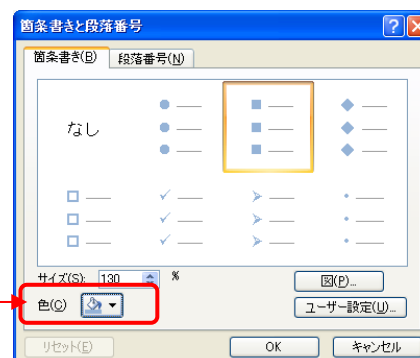 箇条書きと段落番号
箇条書き(B) 段落番号(N)
なし
サイズ(S): 130 %
図(P)...
色(C)
ユーザー設定(U)...
リセット(E) OK キャンセル